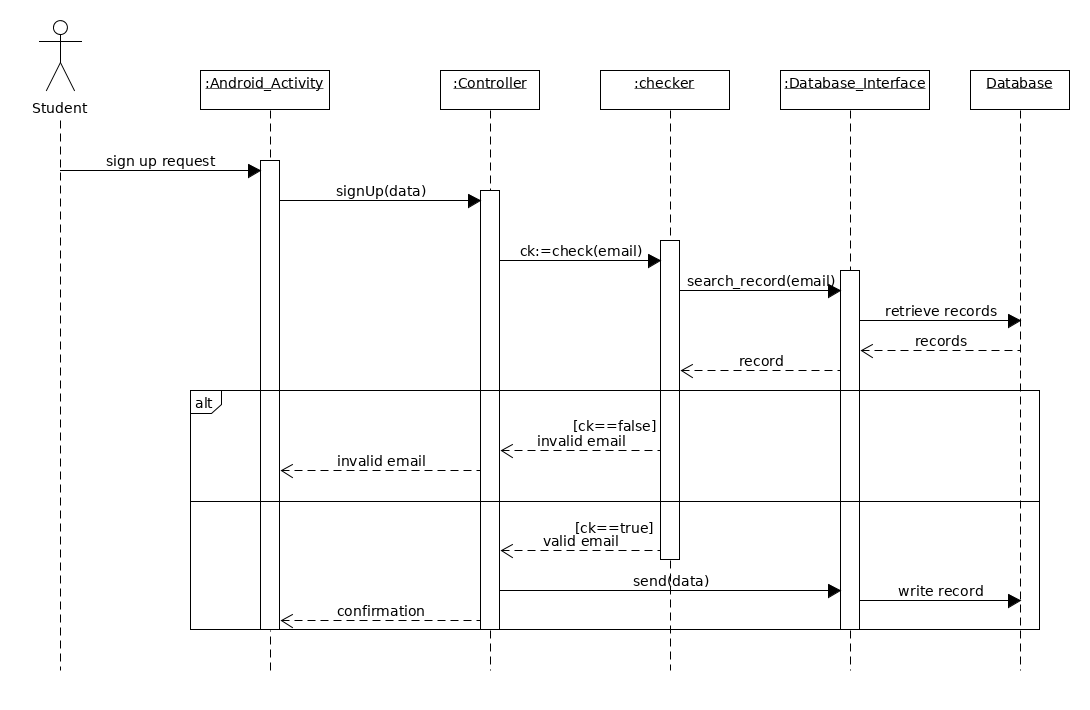 Student
:Android_Activity
:Controller
:checker
:Database_Interface
Database
sign up request
signUp(data)
ck:=check(email)
search_record(email)
retrieve records
records
record
alt
[ck==false]
invalid email
invalid email
[ck==true]
valid email
send(data)
write record
confirmation